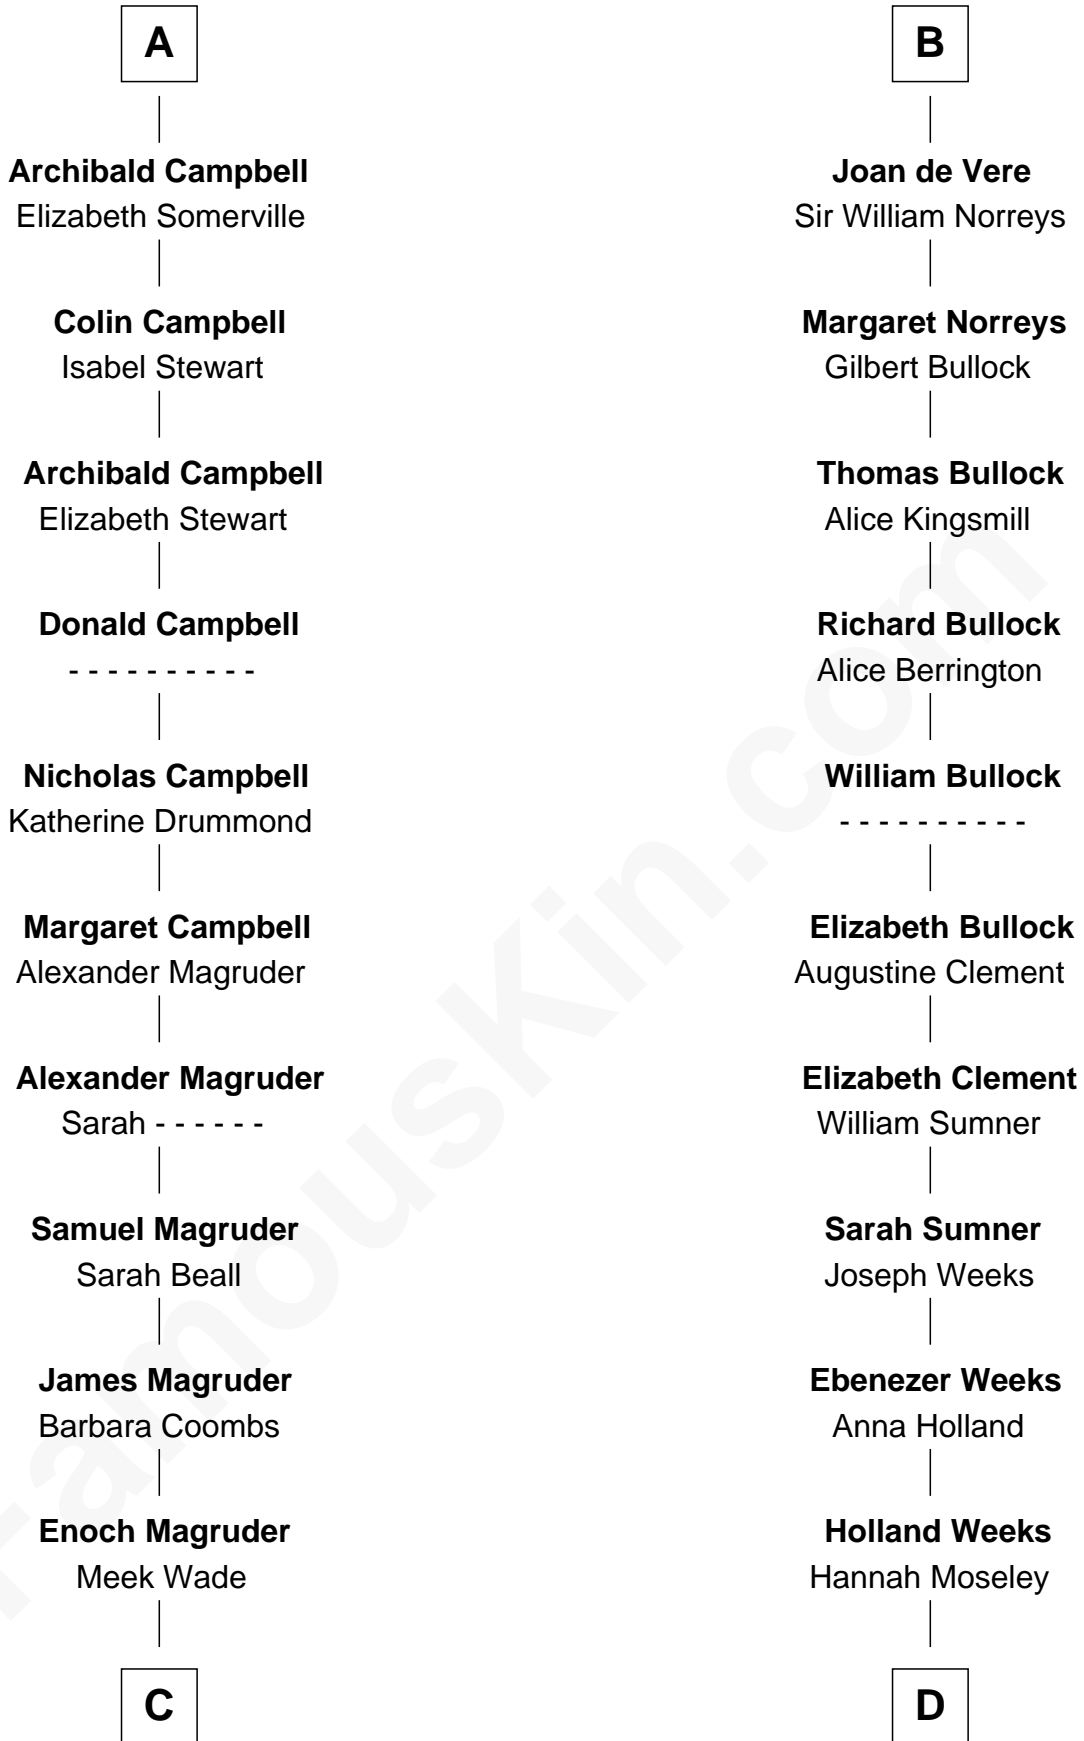 A
Archibald Campbell
Elizabeth Somerville
Colin Campbell
Isabel Stewart
Archibald Campbell
Elizabeth Stewart
Donald Campbell
- - - - - - - - - -
Nicholas Campbell
Katherine Drummond
Margaret Campbell
Alexander Magruder
Alexander Magruder
Sarah - - - - - -
Samuel Magruder
Sarah Beall
James Magruder
Barbara Coombs
Enoch Magruder
Meek Wade
C
B
Joan de Vere
Sir William Norreys
Margaret Norreys
Gilbert Bullock
Thomas Bullock
Alice Kingsmill
Richard Bullock
Alice Berrington
William Bullock
- - - - - - - - - -
Elizabeth Bullock
Augustine Clement
Elizabeth Clement
William Sumner
Sarah Sumner
Joseph Weeks
Ebenezer Weeks
Anna Holland
Holland Weeks
Hannah Moseley
D
FamousKin.com